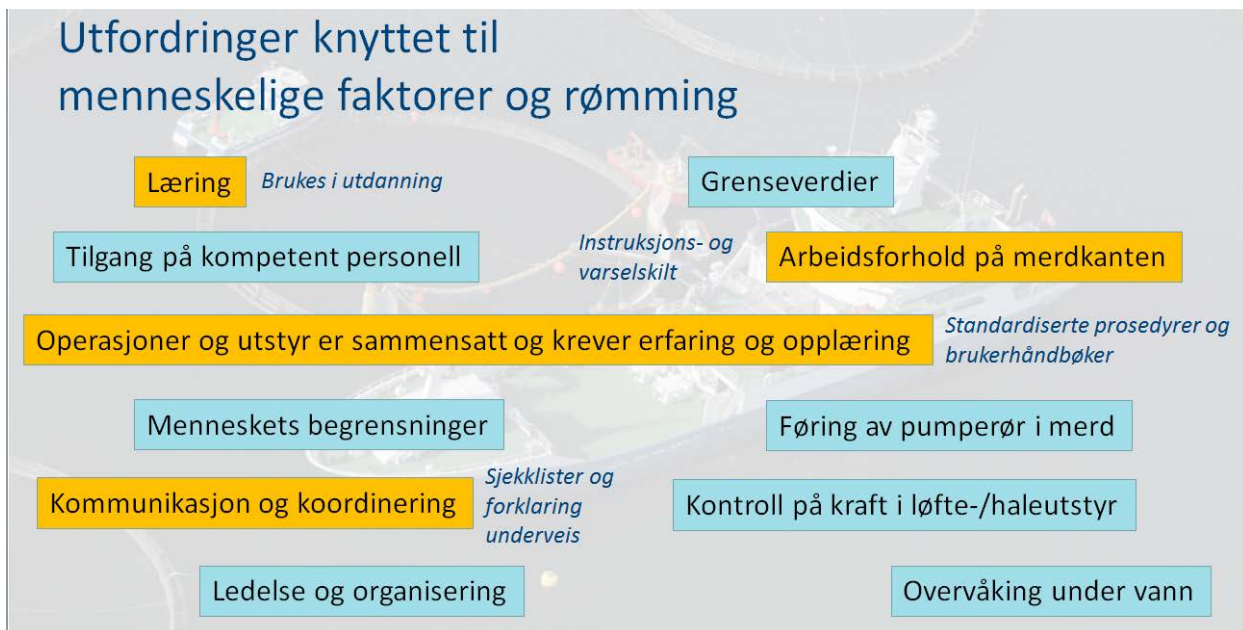 Utfordringer knyttet til
menneskelige faktorer og rømming
Læring
Brukes i utdanning
Grenseverdier
Tilgang på kompetent personell
Instruksjons- og
varselskilt
Arbeidsforhold på merdkanten
Operasjoner og utstyr er sammensatt og krever erfaring og opplæring
Standardiserte prosedyrer og
brukerhåndbøker
Menneskets begrensninger
Føring av pumperør i merd
Kommunikasjon og koordinering
Sjekklister og
forklaring
underveis
Kontroll på kraft i løfte-/haleutstyr
Ledelse og organisering
Overvåking under vann